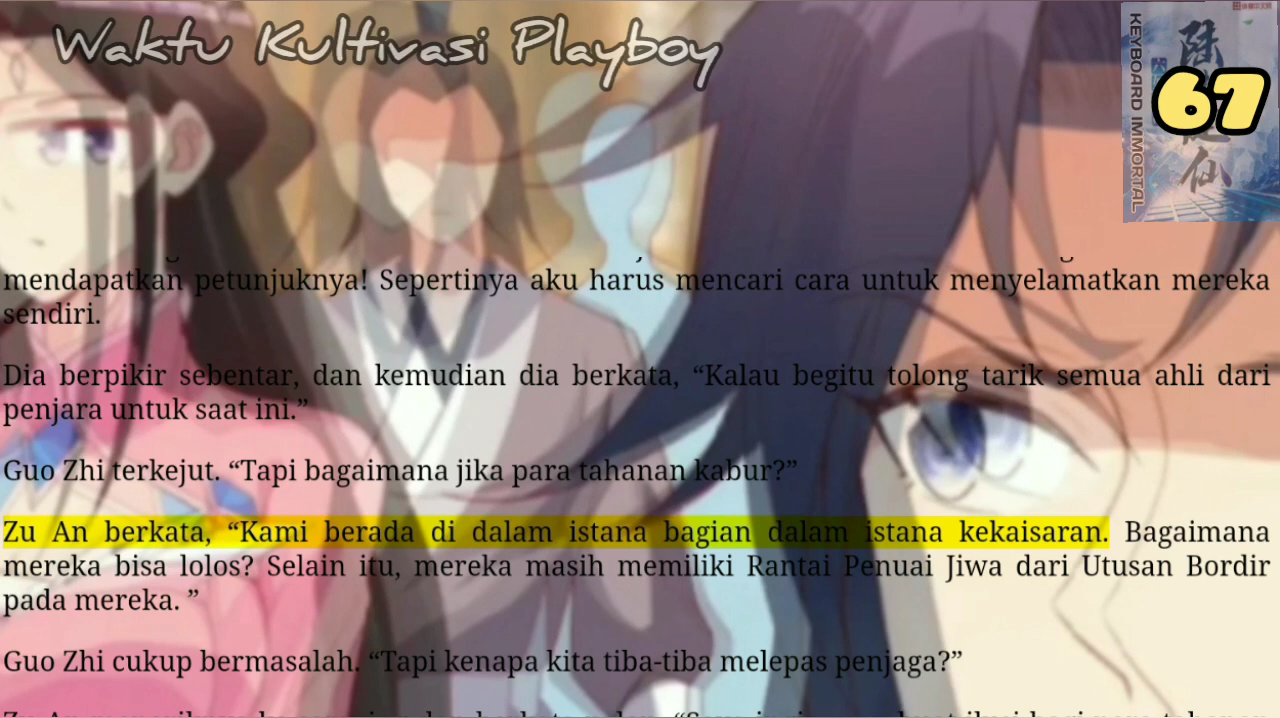 Waktu Kultivasi Playboy
KEYBOARD IMMORTAL
67
mendapatkan petunjuknya! Sepertinya aku harus mencari cara untuk menyelamatkan mereka
sendiri.
Dia berpikir sebentar, dan kemudian dia berkata, “Kalau begitu tolong tarik semua ahli dari
penjara untuk saat ini.”
Guo Zhi terkejut. “Tapi bagaimana jika para tahanan kabur?”
Zu An berkata, “Kami berada di dalam istana bagian dalam istana kekaisaran. Bagaimana
mereka bisa lolos? Selain itu, mereka masih memiliki Rantai Penuai Jiwa dari Utusan Bordir
pada mereka. ”
Guo Zhi cukup bermasalah. “Tapi kenapa kita tiba-tiba melepas penjaga?”